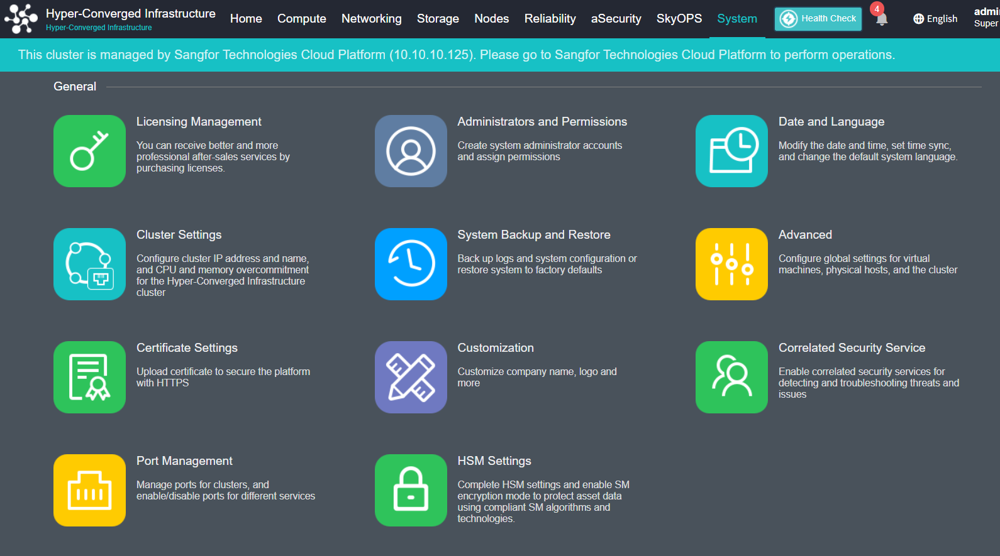 Hyper-Converged Infrastructure
Hyper-Converged Infrastructure
Home
Compute
Networking
Storage
Nodes
Reliability
aSecurity
SkyOPS
System
Health Check
4
English
admi
Super
This cluster is managed by Sangfor Technologies Cloud Platform (10.10.10.125). Please go to Sangfor Technologies Cloud Platform to perform operations.
General
Licensing Management
You can receive better and more
professional after-sales services by
purchasing licenses.
Administrators and Permissions
Create system administrator accounts
and assign permissions
Date and Language
Modify the date and time, set time sync,
and change the default system language.
Cluster Settings
Configure cluster IP address and name,
and CPU and memory overcommitment
for the Hyper-Converged Infrastructure
cluster
System Backup and Restore
Back up logs and system configuration or
restore system to factory defaults
Advanced
Configure global settings for virtual
machines, physical hosts, and the cluster
Certificate Settings
Upload certificate to secure the platform
with HTTPS
Customization
Customize company name, logo and
more
Correlated Security Service
Enable correlated security services for
detecting and troubleshooting threats and
issues
Port Management
Manage ports for clusters, and
enable/disable ports for different services
HSM Settings
Complete HSM settings and enable SM
encryption mode to protect asset data
using compliant SM algorithms and
technologies.